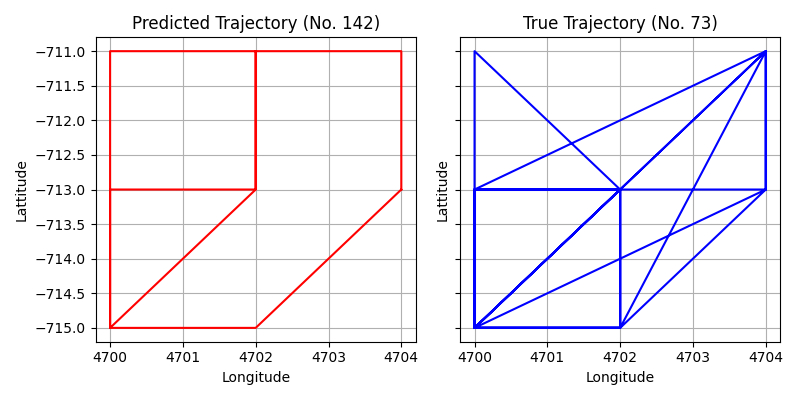 Predicted Trajectory (No. 142)
True Trajectory (No. 73)
−711.0
−711.5
−712.0
−712.5
−713.0
−713.5
−714.0
−714.5
−715.0
Lattitude
Lattitude
4700 4701 4702 4703 4704
4700 4701 4702 4703 4704
Longitude
Longitude